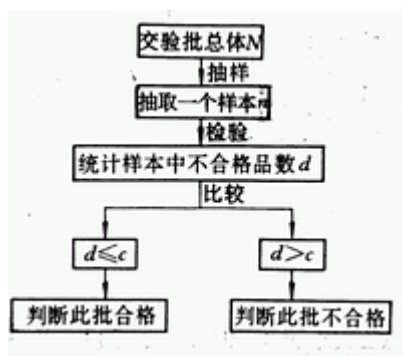 交验批总体N
抽样
抽取一个样本n
检验
统计样本中不合格品数d
比较
d≤c
d>c
判断此批合格
判断此批不合格